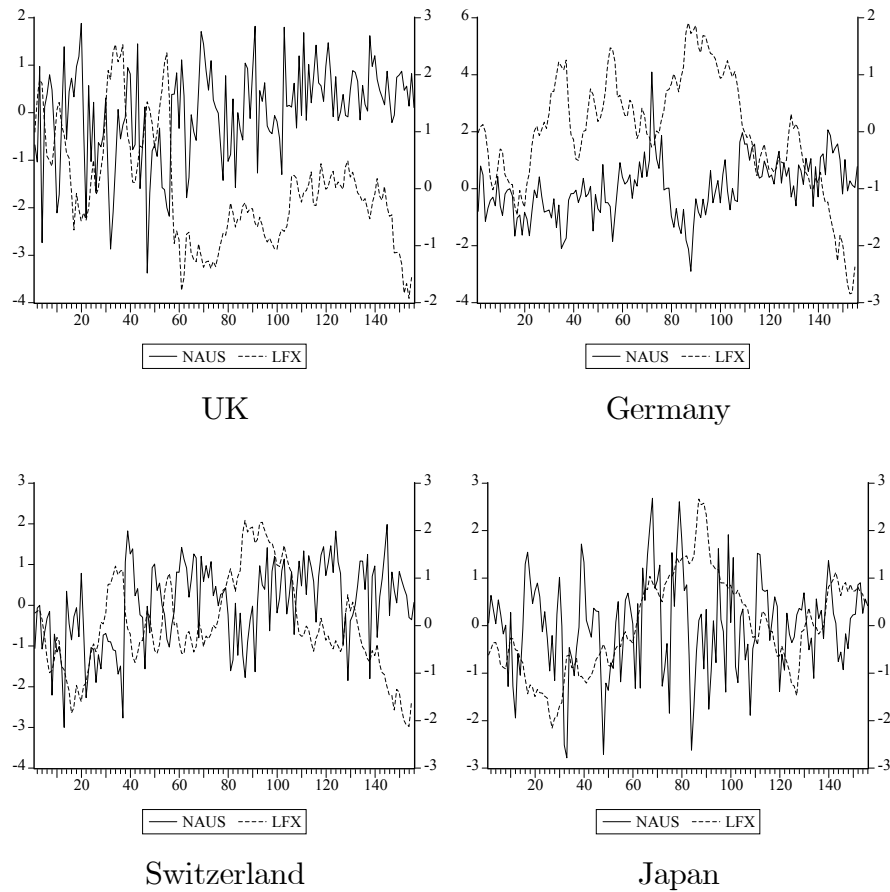 2 3
1 2
0 1
-1
-2 0
-3 -1
-4 -2
20 40 60 80 100 120 140
NAUS LFX
UK
6 2
4 1
2 0
0 -1
-2 -2
-4 -3
20 40 60 80 100 120 140
NAUS LFX
Germany
3 3
2 2
1 1
0 0
-1 -1
-2 -2
-3
-4 -3
20 40 60 80 100 120 140
NAUS LFX
Switzerland
3 3
2 2
1 1
0 0
-1 -1
-2 -2
-3 -3
20 40 60 80 100 120 140
NAUS LFX
Japan